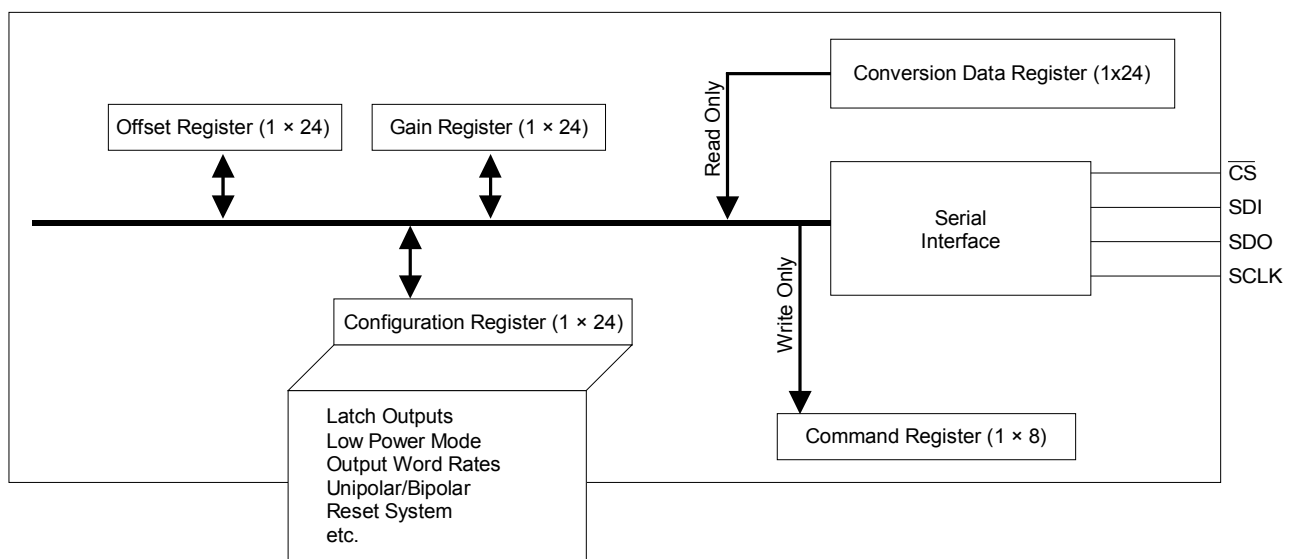 Conversion Data Register (1x24)
Offset Register (1 × 24)
Gain Register (1 × 24)
Read Only
Serial
Interface
C̅S̅
SDI
SDO
SCLK
Write Only
Configuration Register (1 × 24)
Latch Outputs
Low Power Mode
Output Word Rates
Unipolar/Bipolar
Reset System
etc.
Command Register (1 × 8)